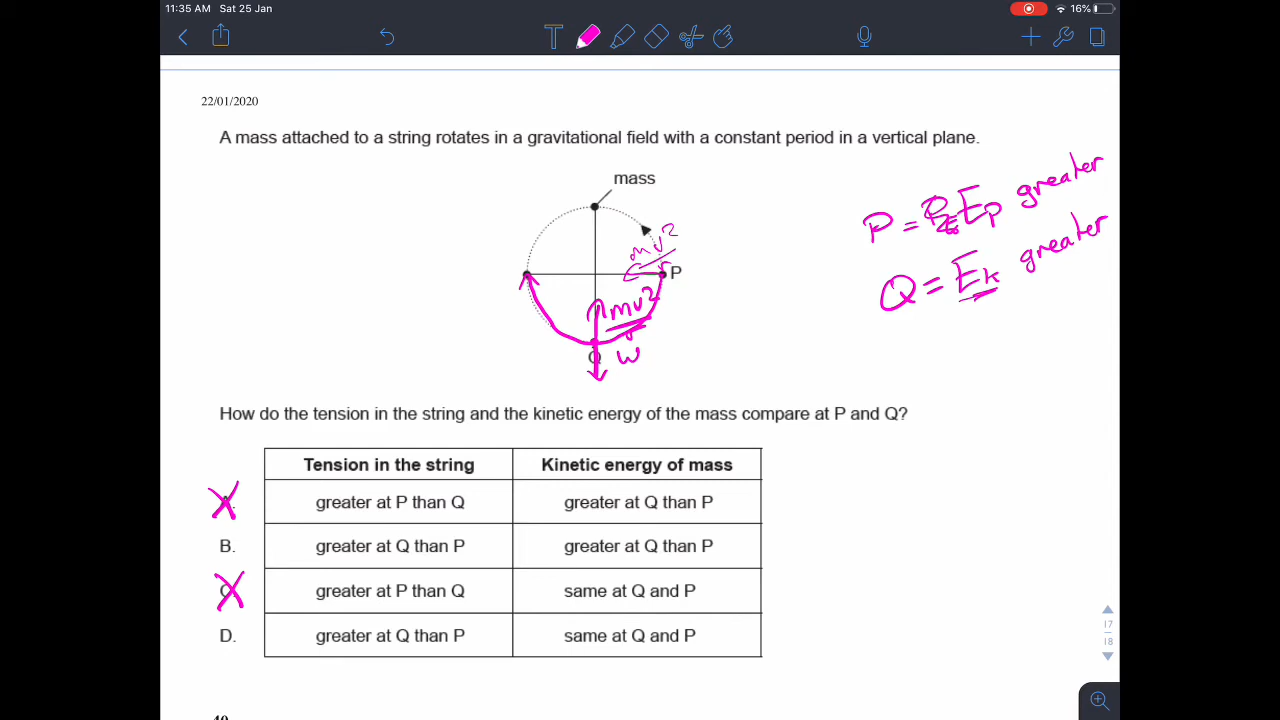 11:35 AM Sat 25 Jan
16%
T
22/01/2020
A mass attached to a string rotates in a gravitational field with a constant period in a vertical plane.
mass
P = Ep greater
mv²
r
P
Q = Ek greater
mv²
r
Q
W
How do the tension in the string and the kinetic energy of the mass compare at P and Q?
Tension in the string Kinetic energy of mass
greater at P than Q greater at Q than P
B. greater at Q than P greater at Q than P
greater at P than Q same at Q and P
D. greater at Q than P same at Q and P
17
18